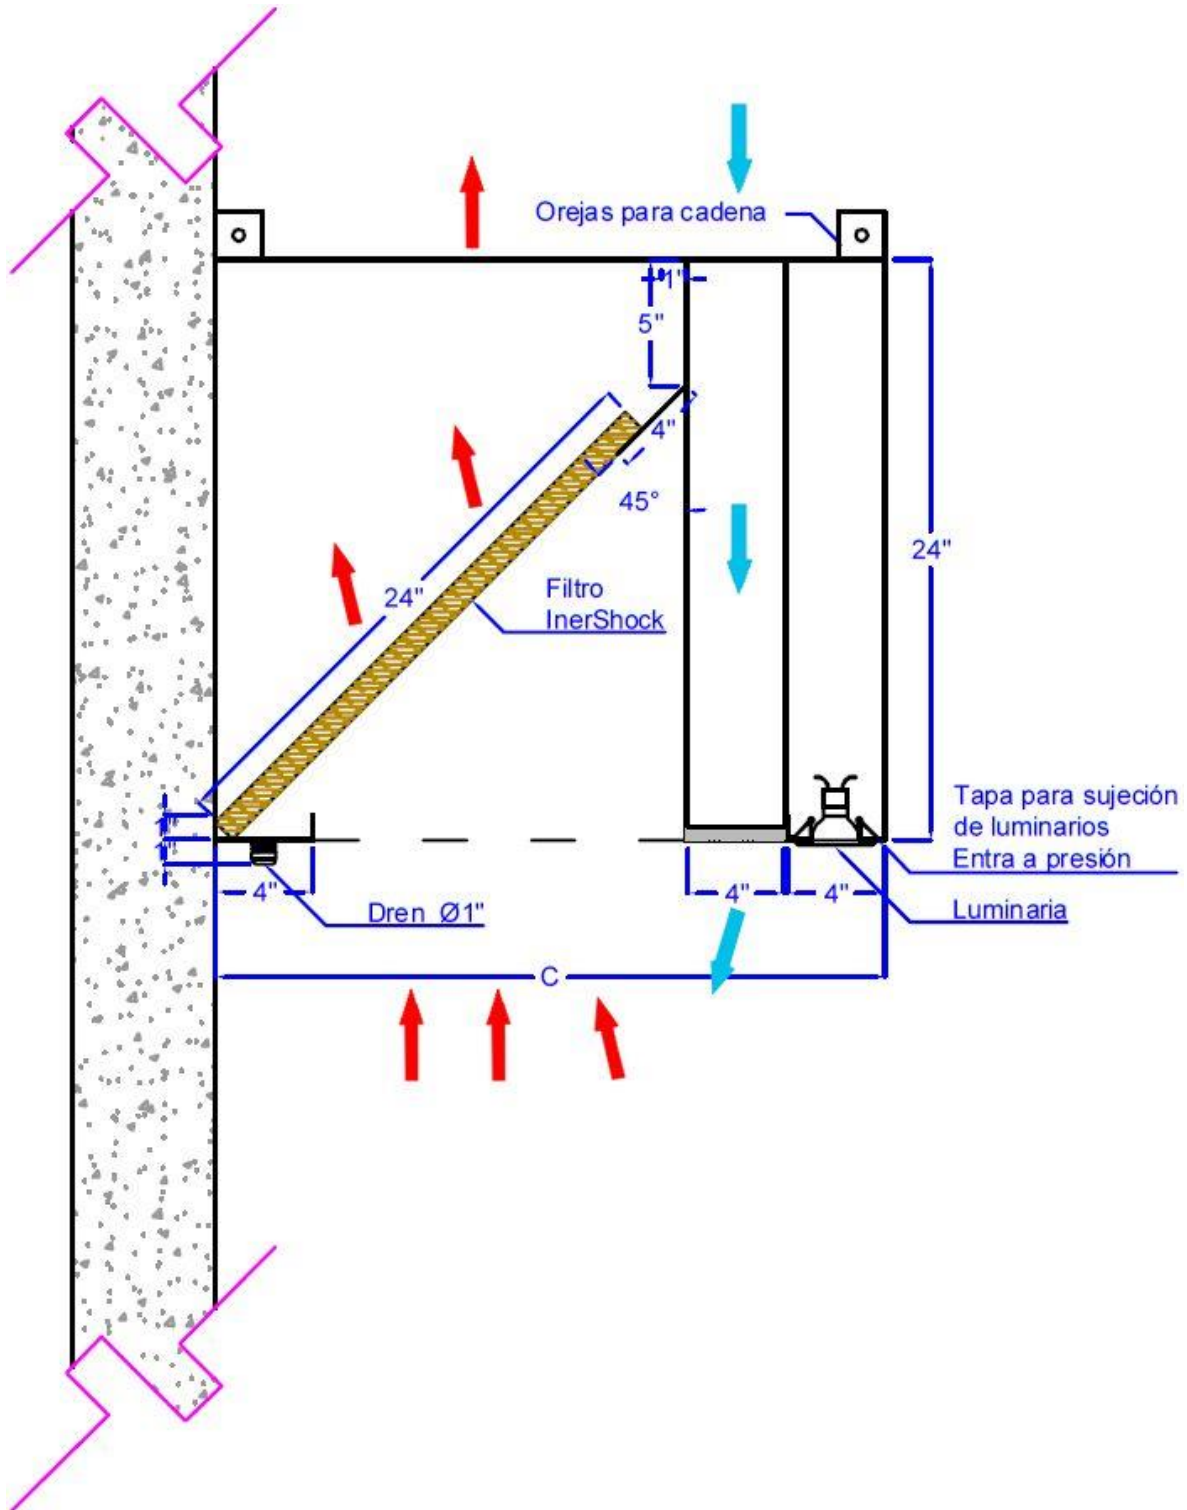 Orejas para cadena
1"
5"
4"
45°
24"
24"
Filtro
InerShock
Tapa para sujeción
de luminarios
Entra a presión
4"
4"
4"
Dren Ø1"
Luminaria
C